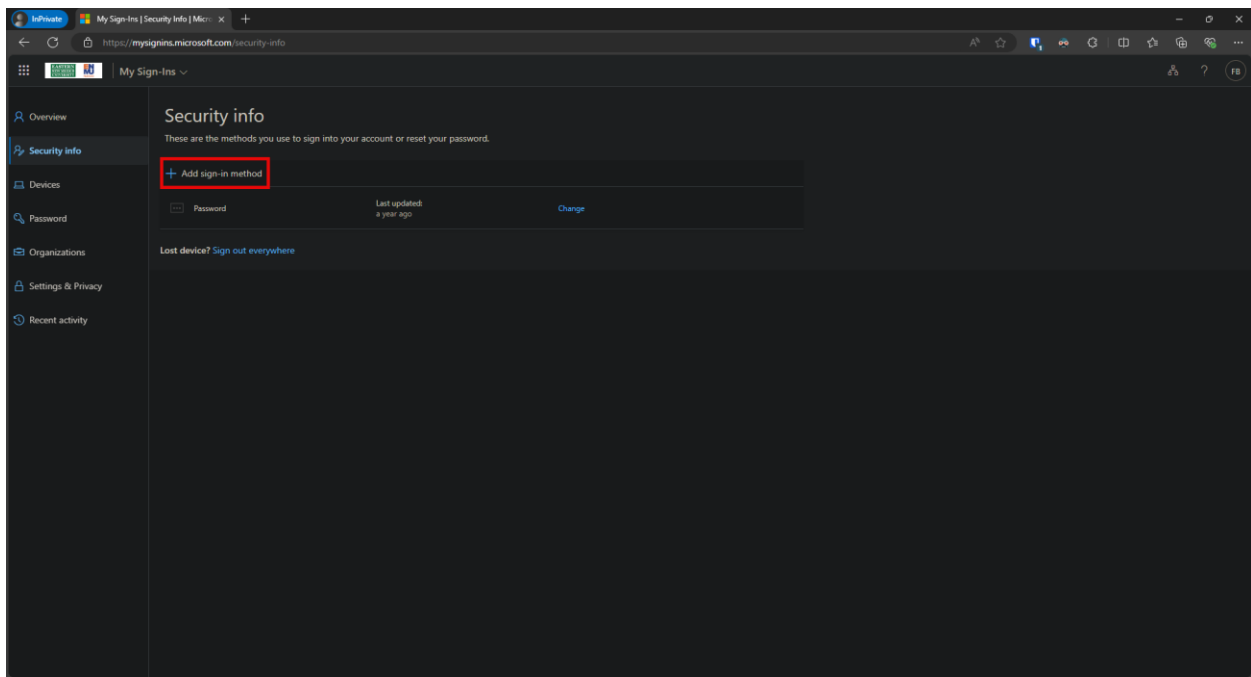 InPrivate
My Sign-Ins | Security Info | Micro
https://mysignins.microsoft.com/security-info
My Sign-Ins
FB
Overview
Security info
Devices
Password
Organizations
Settings & Privacy
Recent activity
Security info
These are the methods you use to sign into your account or reset your password.
+ Add sign-in method
Password
Last updated:
a year ago
Change
Lost device? Sign out everywhere